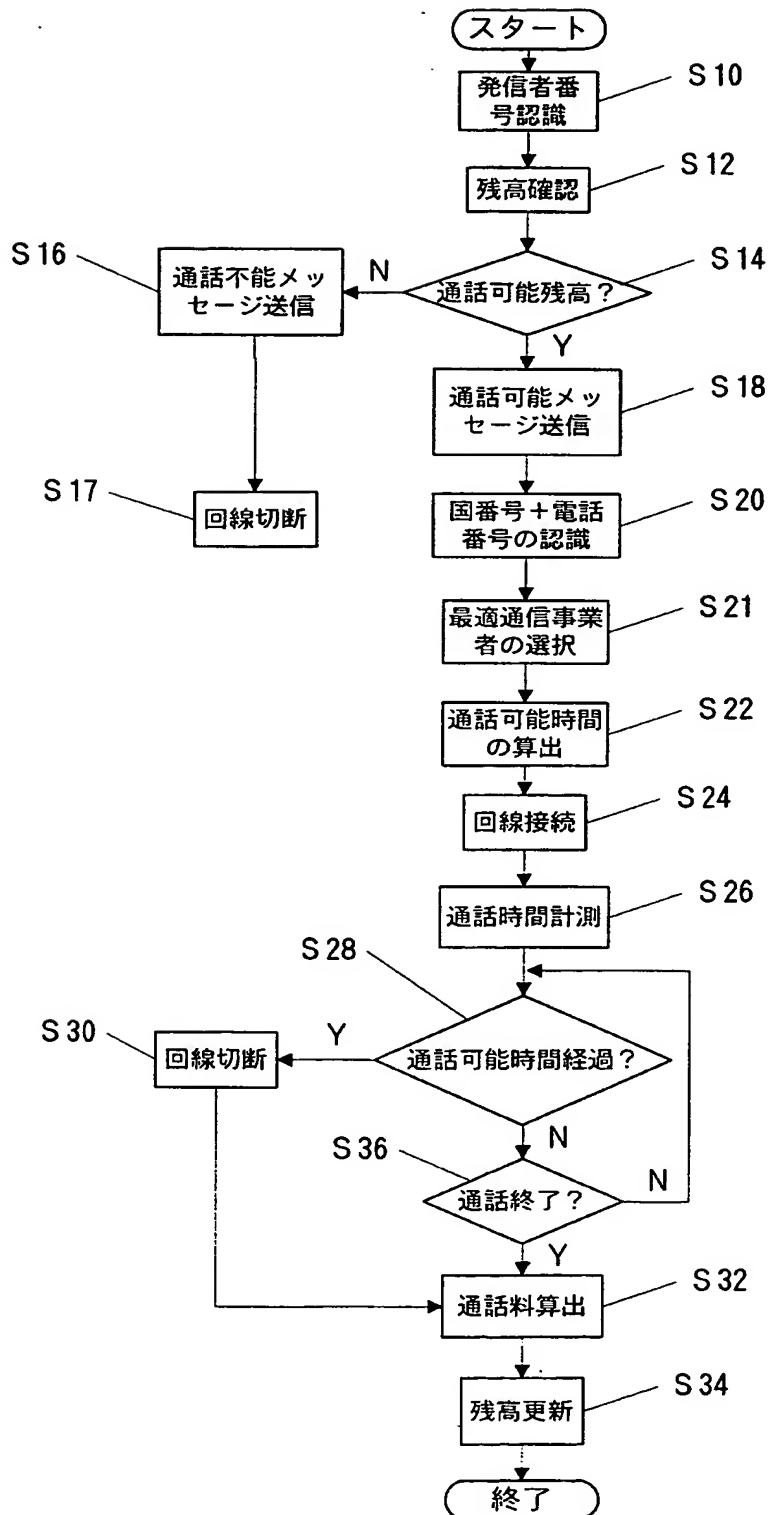 スタート
S10
発信者番
号認識
S12
残高確認
S14
通話可能残高?
N
Y
S16
通話不能メッ
セージ送信
S17
回線切断
S18
通話可能メッ
セージ送信
S20
国番号+電話
番号の認識
S21
最適通信事業
者の選択
S22
通話可能時間
の算出
S24
回線接続
S26
通話時間計測
S28
通話可能時間経過?
Y
N
S30
回線切断
S36
通話終了?
N
Y
S32
通話料算出
S34
残高更新
終了